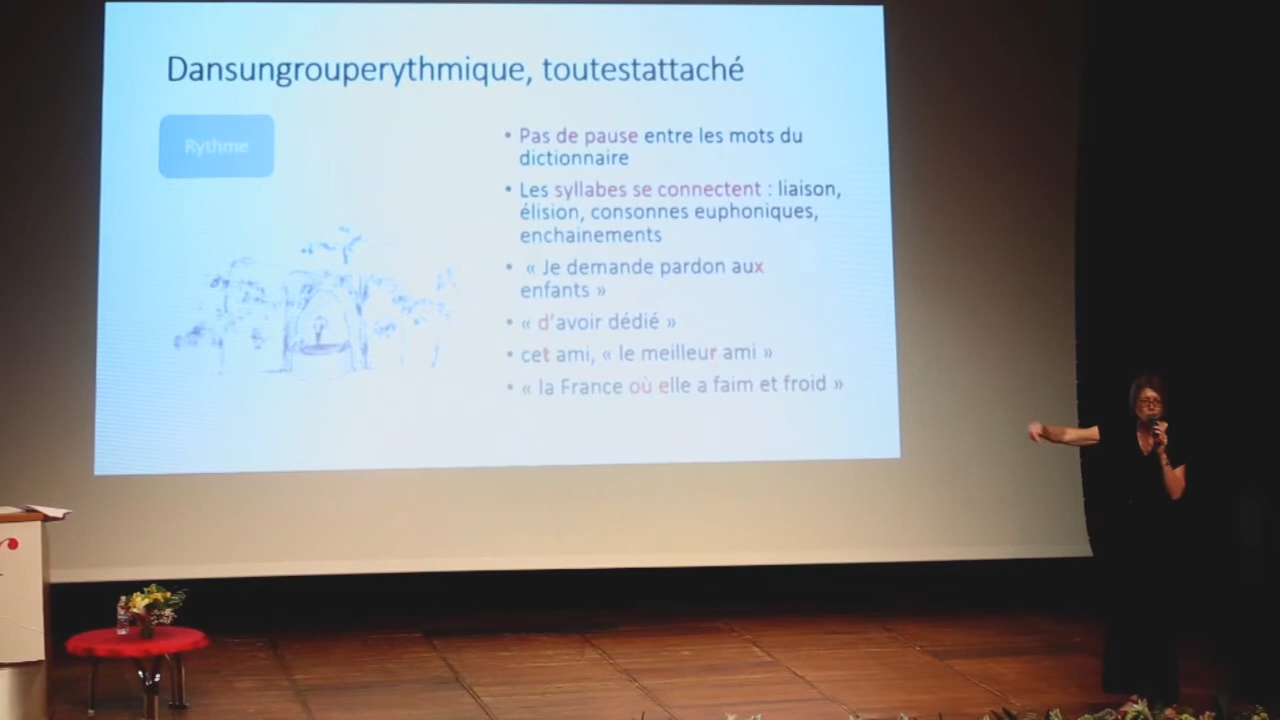 Dansungrouperythmique, toutestattaché
Rythme
• Pas de pause entre les mots du
dictionnaire
• Les syllabes se connectent : liaison,
élision, consonnes euphoniques,
enchainements
• « Je demande pardon aux
enfants »
• « d'avoir dédié »
• cet ami, « le meilleur ami »
• « la France où elle a faim et froid »